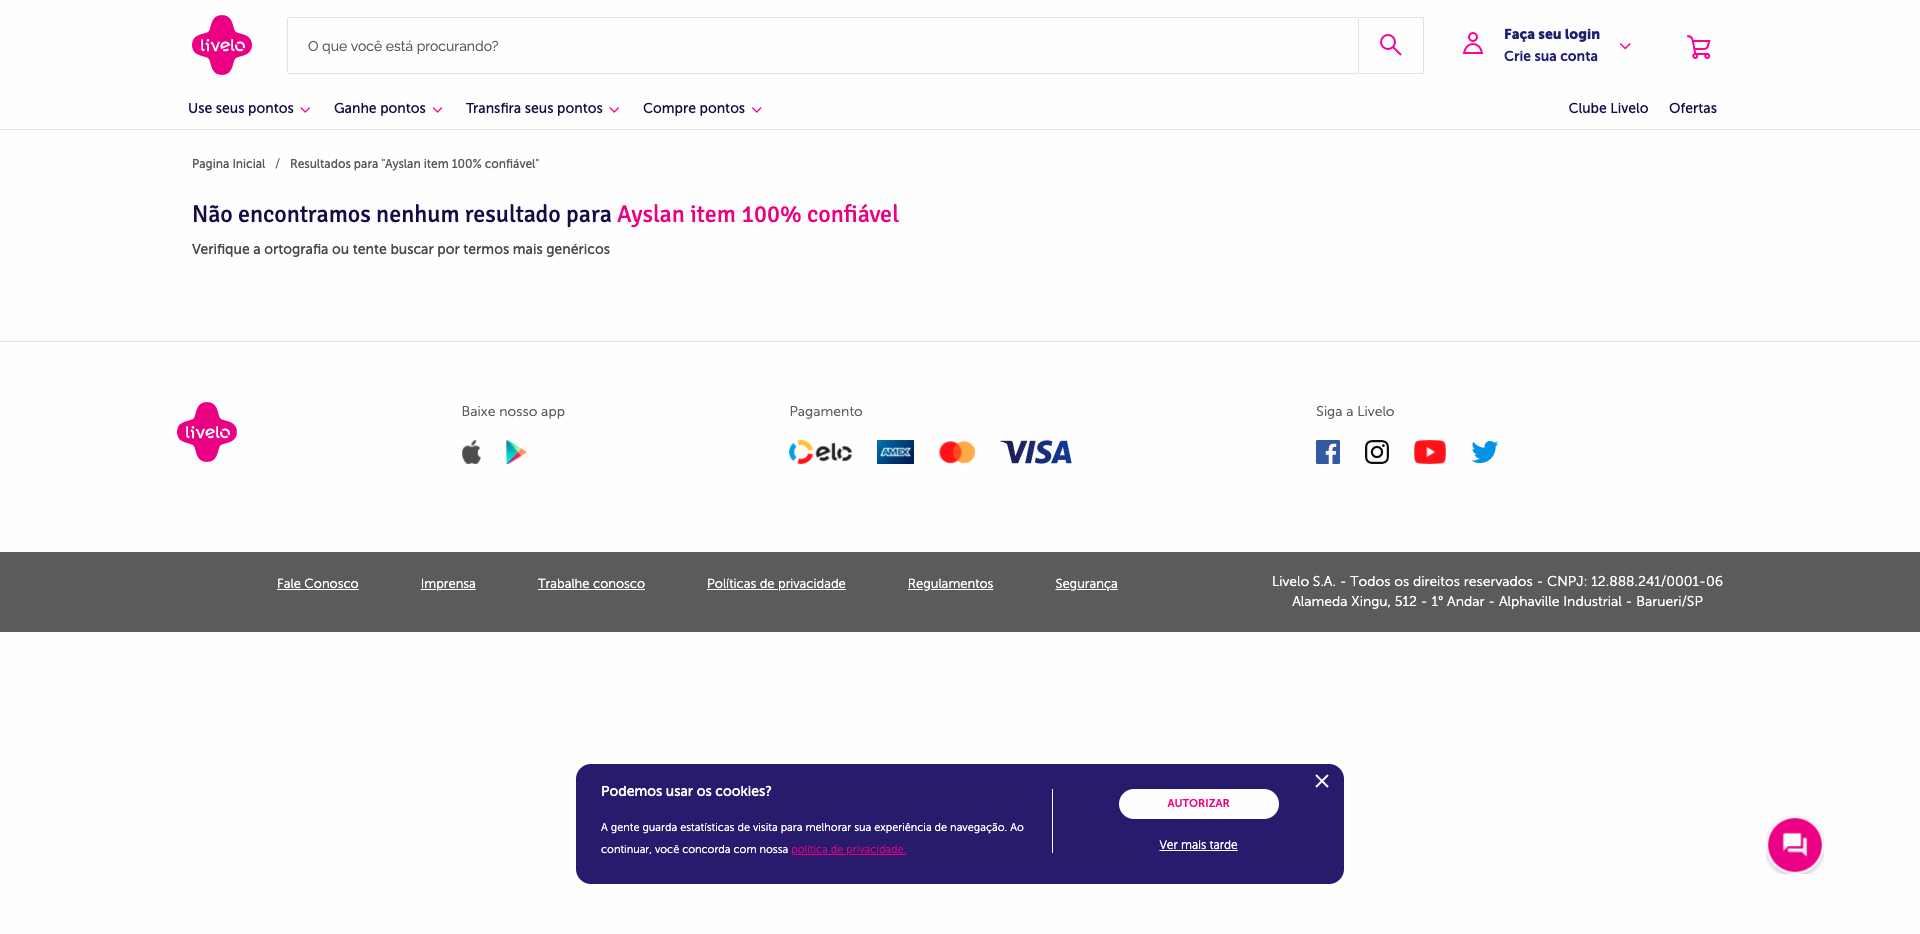 livelo
O que você está procurando?
Faça seu login
Crie sua conta
Use seus pontos
Ganhe pontos
Transfira seus pontos
Compre pontos
Clube Livelo
Ofertas
Pagina Inicial / Resultados para "Ayslan item 100% confiável"
Não encontramos nenhum resultado para Ayslan item 100% confiável
Verifique a ortografia ou tente buscar por termos mais genéricos
livelo
Baixe nosso app
Pagamento
Siga a Livelo
elo
AMEX
VISA
Fale Conosco
Imprensa
Trabalhe conosco
Políticas de privacidade
Regulamentos
Segurança
Livelo S.A. - Todos os direitos reservados - CNPJ: 12.888.241/0001-06
Alameda Xingu, 512 - 1° Andar - Alphaville Industrial - Barueri/SP
Podemos usar os cookies?
A gente guarda estatísticas de visita para melhorar sua experiência de navegação. Ao
continuar, você concorda com nossa política de privacidade.
AUTORIZAR
Ver mais tarde